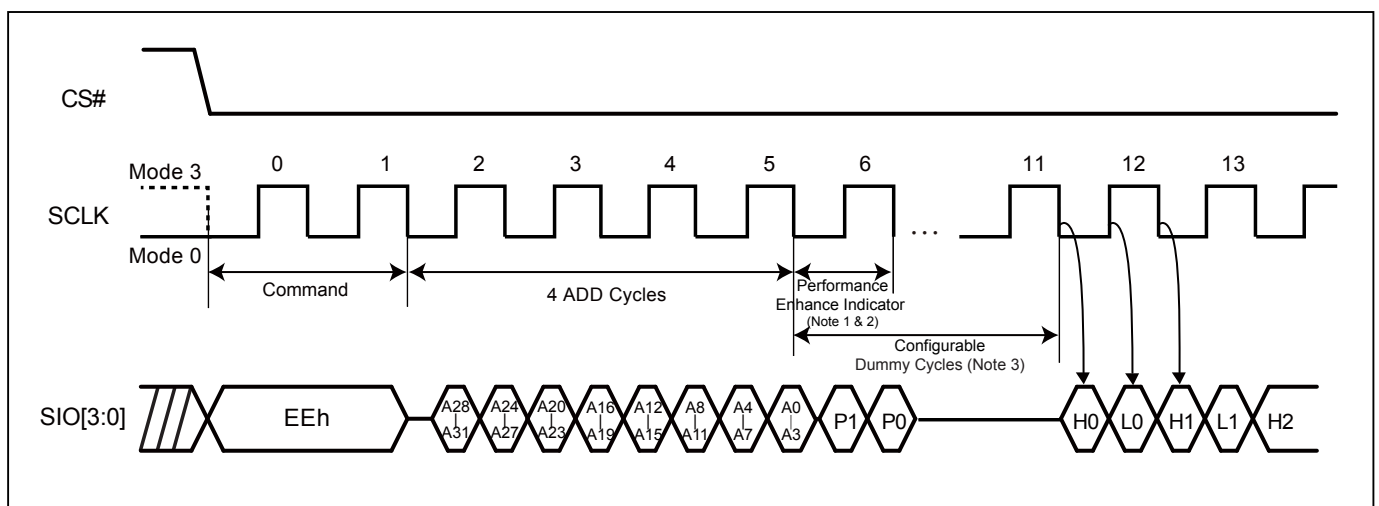 CS#
Mode 3
0 1 2 3 4 5 6 11 12 13
SCLK
...
Mode 0
Command
4 ADD Cycles
Performance
Enhance Indicator
(Note 1 & 2)
Configurable
Dummy Cycles (Note 3)
SIO[3:0]
EEh
A28
|
A31
A24
|
A27
A20
|
A23
A16
|
A19
A12
|
A15
A8
|
A11
A4
|
A7
A0
|
A3
P1
P0
H0
L0
H1
L1
H2